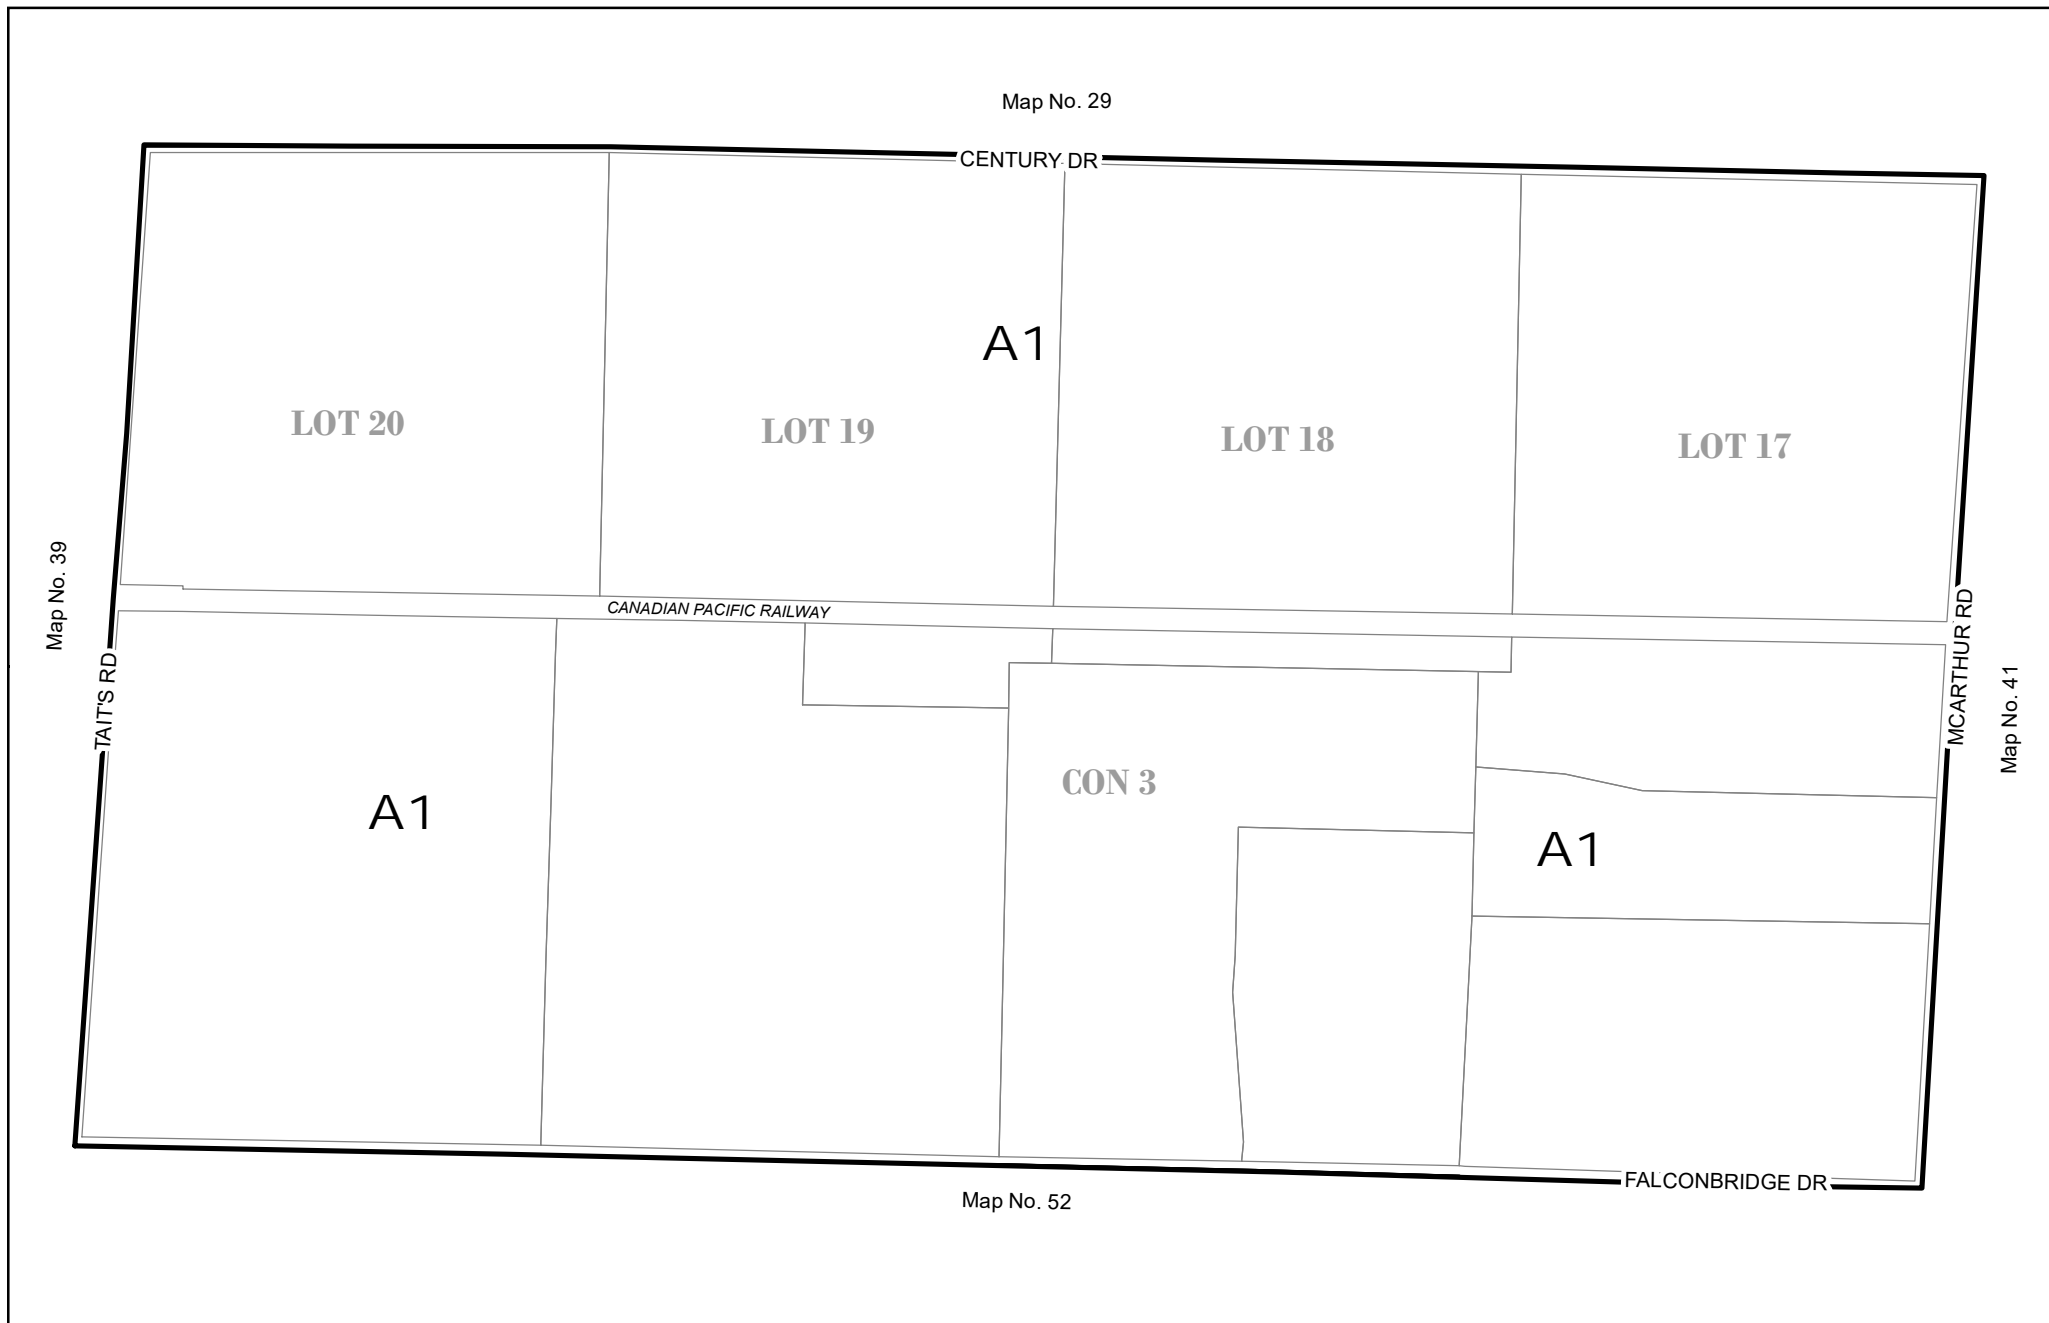 Map No. 29
CENTURY DR
A1
LOT 20
LOT 19
LOT 18
LOT 17
Map No. 39
CANADIAN PACIFIC RAILWAY
MCARTHUR RD
TAIT'S RD
Map No. 41
CON 3
A1
A1
FALCONBRIDGE DR
Map No. 52